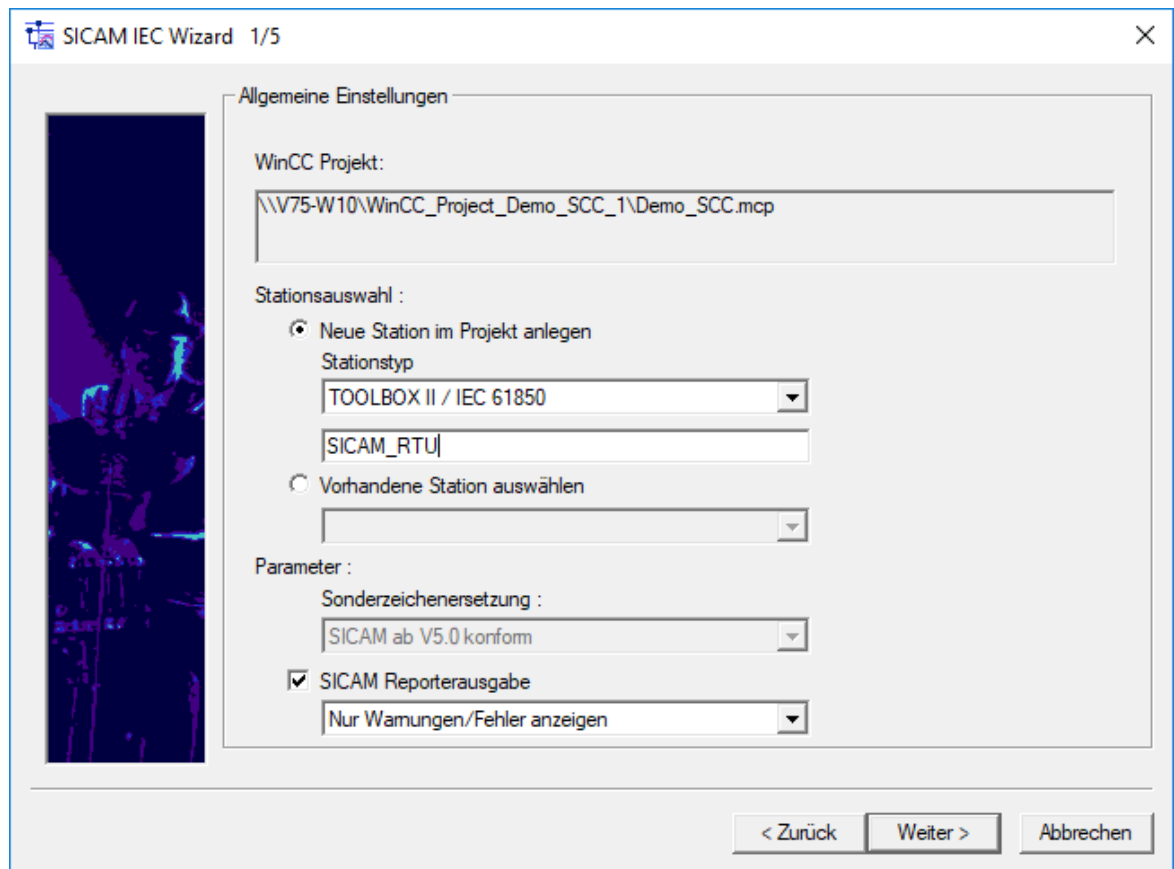 SICAM IEC Wizard 1/5
Allgemeine Einstellungen
WinCC Projekt:
\\V75-W10\WinCC_Project_Demo_SCC_1\Demo_SCC.mcp
Stationsauswahl :
Neue Station im Projekt anlegen
Stationstyp
TOOLBOX II / IEC 61850
SICAM_RTU
Vorhandene Station auswählen
Parameter :
Sonderzeichenersetzung :
SICAM ab V5.0 konform
SICAM Reporterausgabe
Nur Warnungen/Fehler anzeigen
< Zurück Weiter > Abbrechen